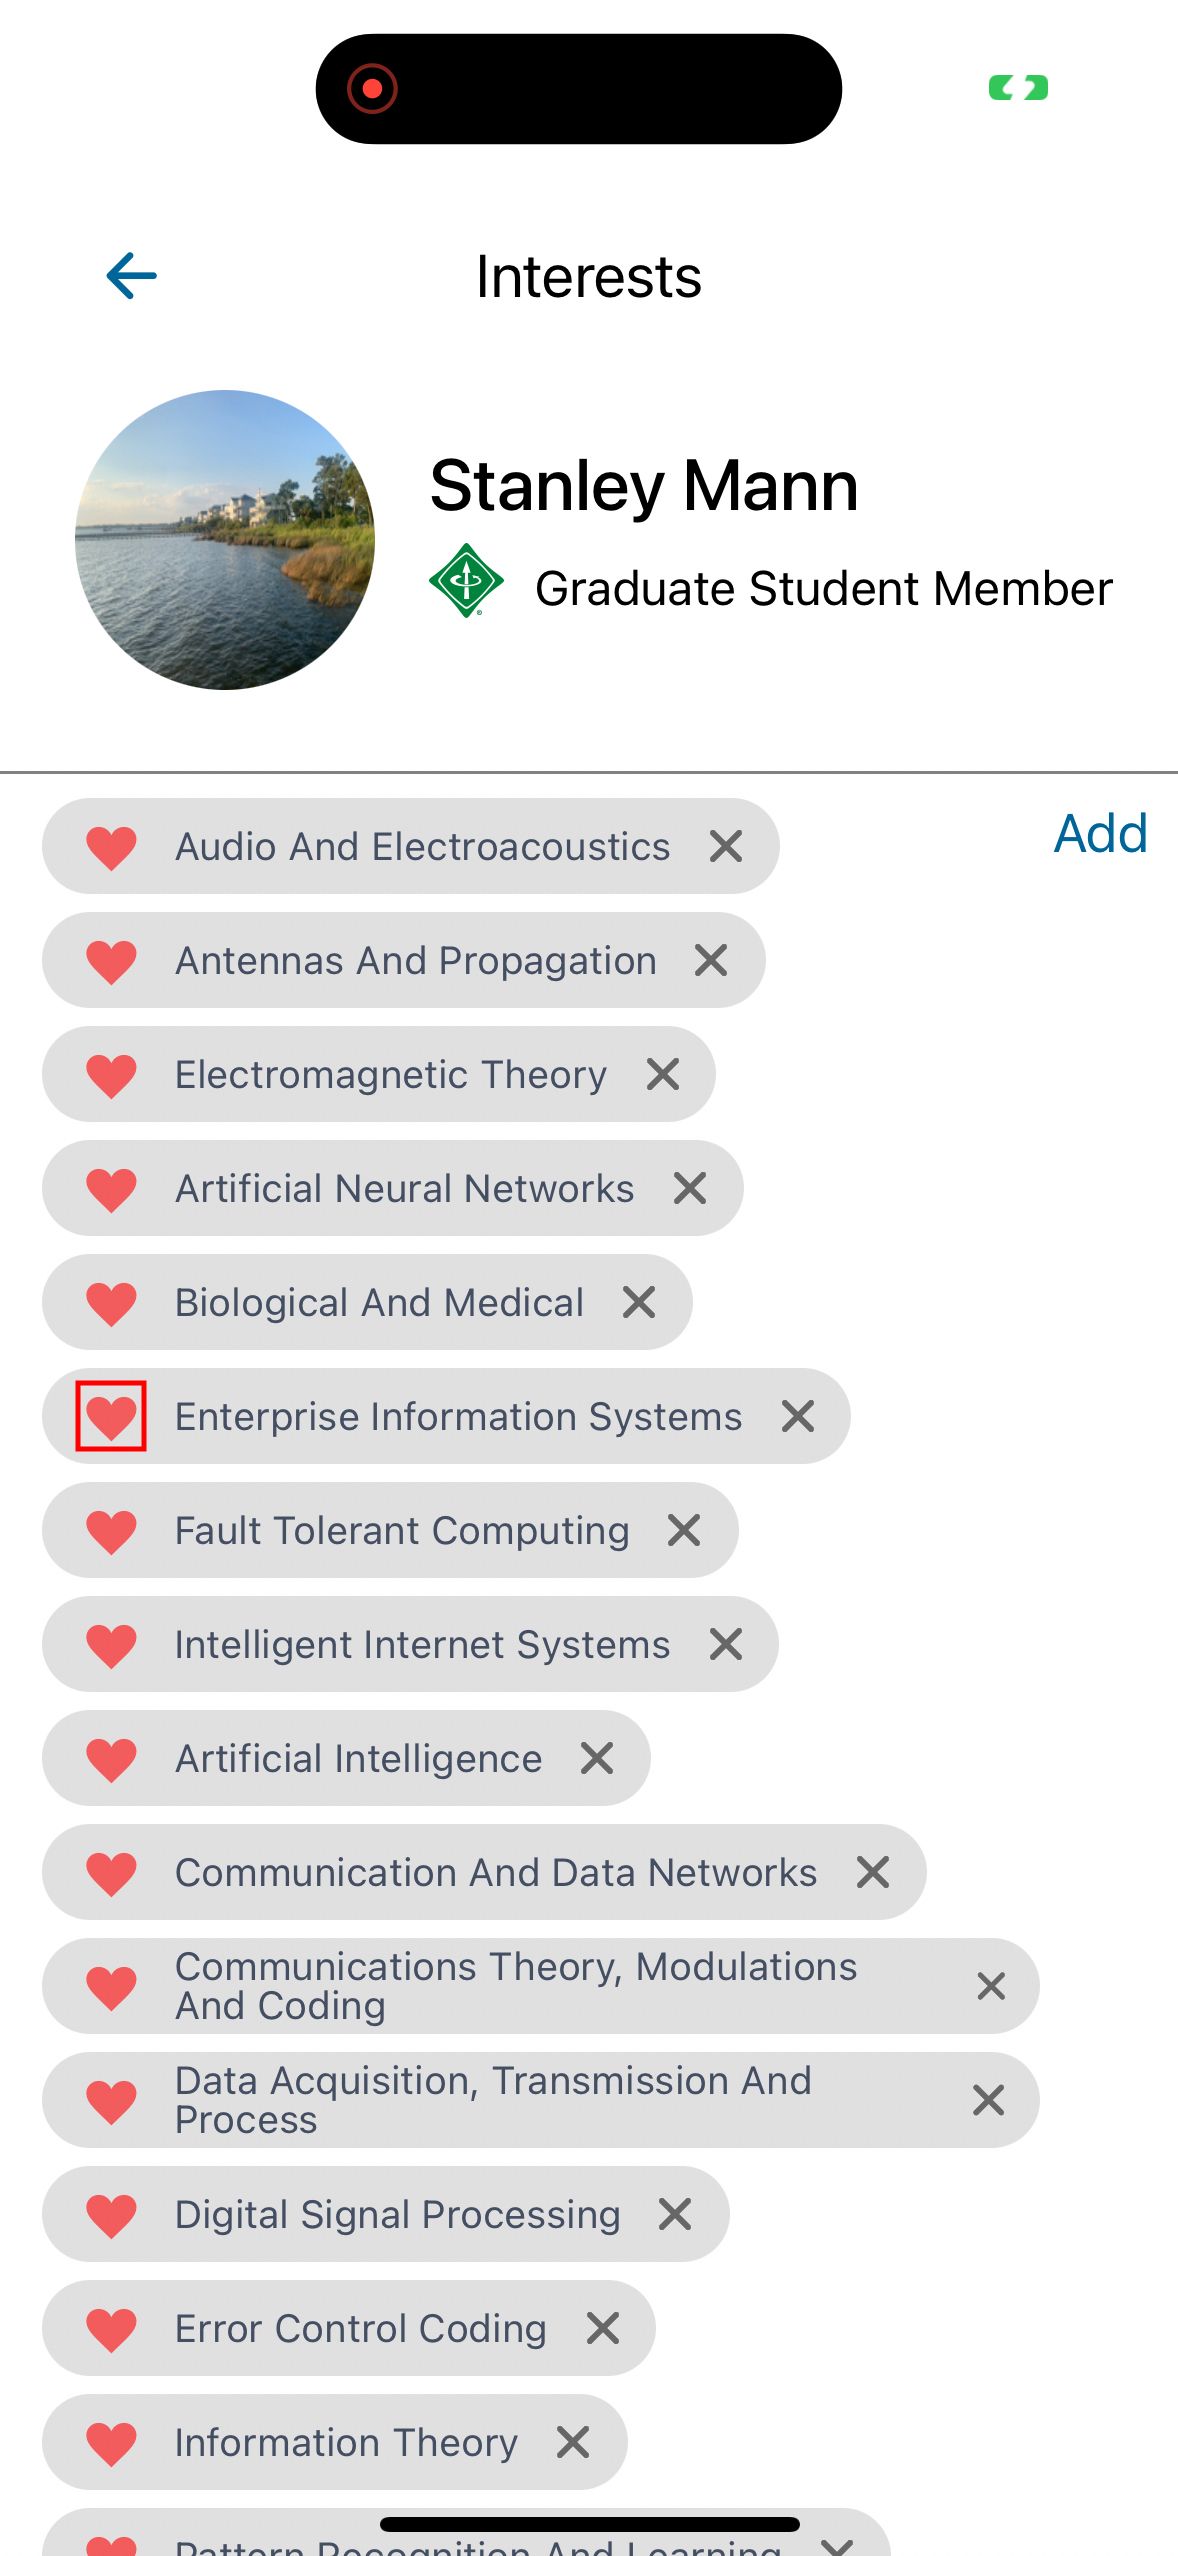 Interests
Stanley Mann
Graduate Student Member
Add
Audio And Electroacoustics
Antennas And Propagation
Electromagnetic Theory
Artificial Neural Networks
Biological And Medical
Enterprise Information Systems
Fault Tolerant Computing
Intelligent Internet Systems
Artificial Intelligence
Communication And Data Networks
Communications Theory, Modulations
And Coding
Data Acquisition, Transmission And
Process
Digital Signal Processing
Error Control Coding
Information Theory
Pattern Recognition And Learning